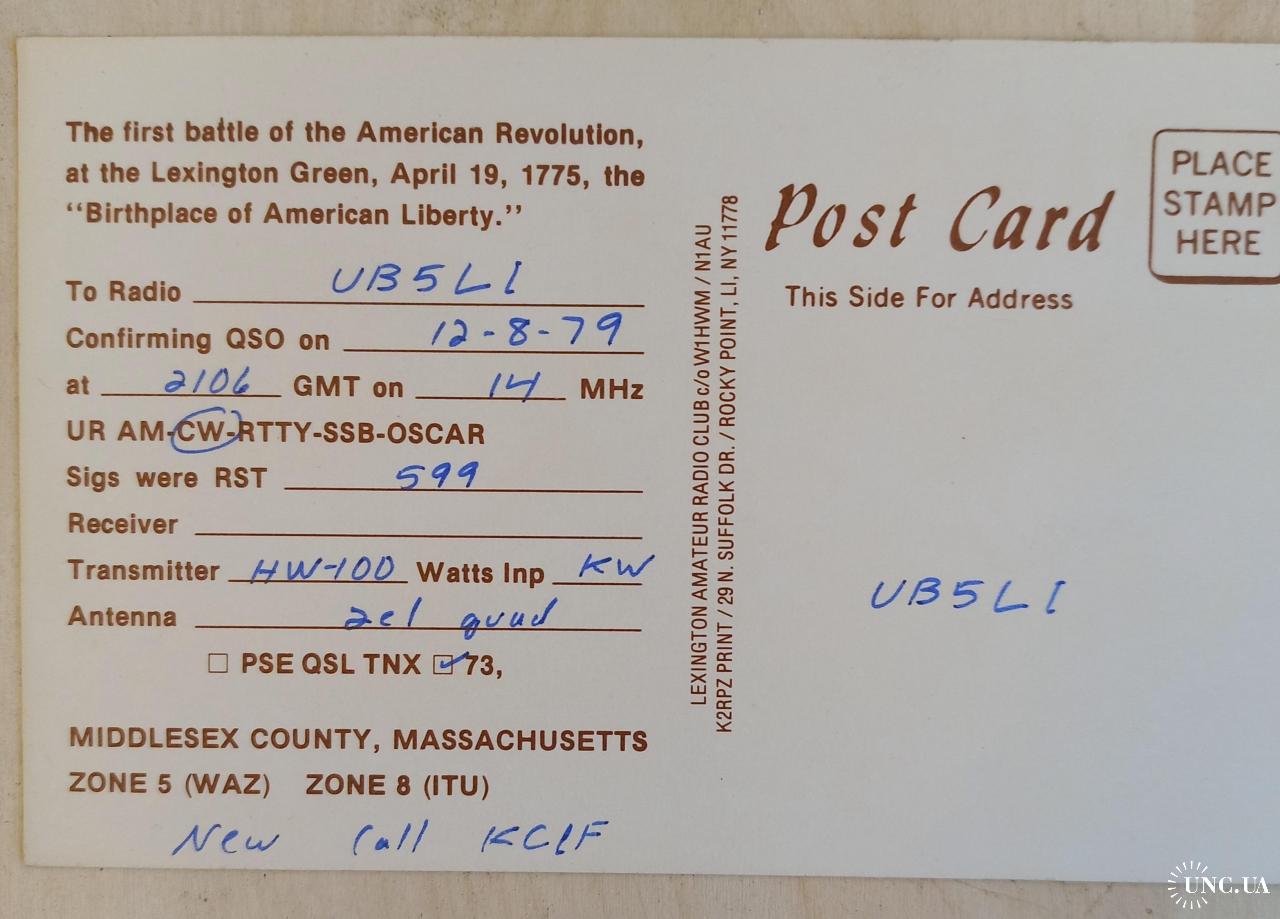 The first battle of the American Revolution,
at the Lexington Green, April 19, 1775, the
“Birthplace of American Liberty.”
To Radio UB5LI
Confirming QSO on 12-8-79
at 2106 GMT on 14 MHz
UR AM-CW-RTTY-SSB-OSCAR
Sigs were RST 599
Receiver
Transmitter HW-100 Watts Inp KW
Antenna 2el quad
PSE QSL TNX 73,
MIDDLESEX COUNTY, MASSACHUSETTS
ZONE 5 (WAZ) ZONE 8 (ITU)
New Call KC1F
LEXINGTON AMATEUR RADIO CLUB c/o W1HWM / N1AU
K2RPZ PRINT / 29 N. SUFFOLK DR. / ROCKY POINT, LI, NY 11778
Post Card
This Side For Address
PLACE
STAMP
HERE
UB5LI
UNC.UA